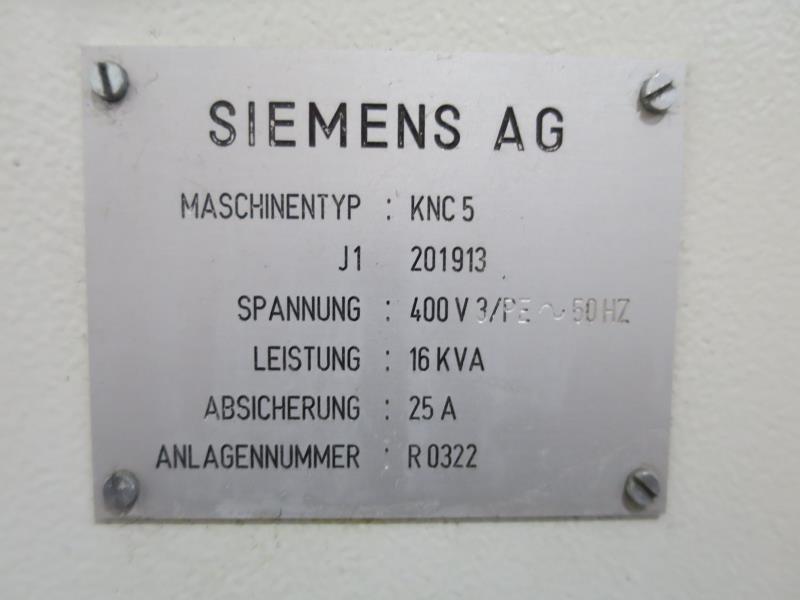 SIEMENS AG
MASCHINENTYP : KNC 5
J1 201913
SPANNUNG : 400 V 3/PE ~ 50 HZ
LEISTUNG : 16 KVA
ABSICHERUNG : 25 A
ANLAGENNUMMER : R 0322